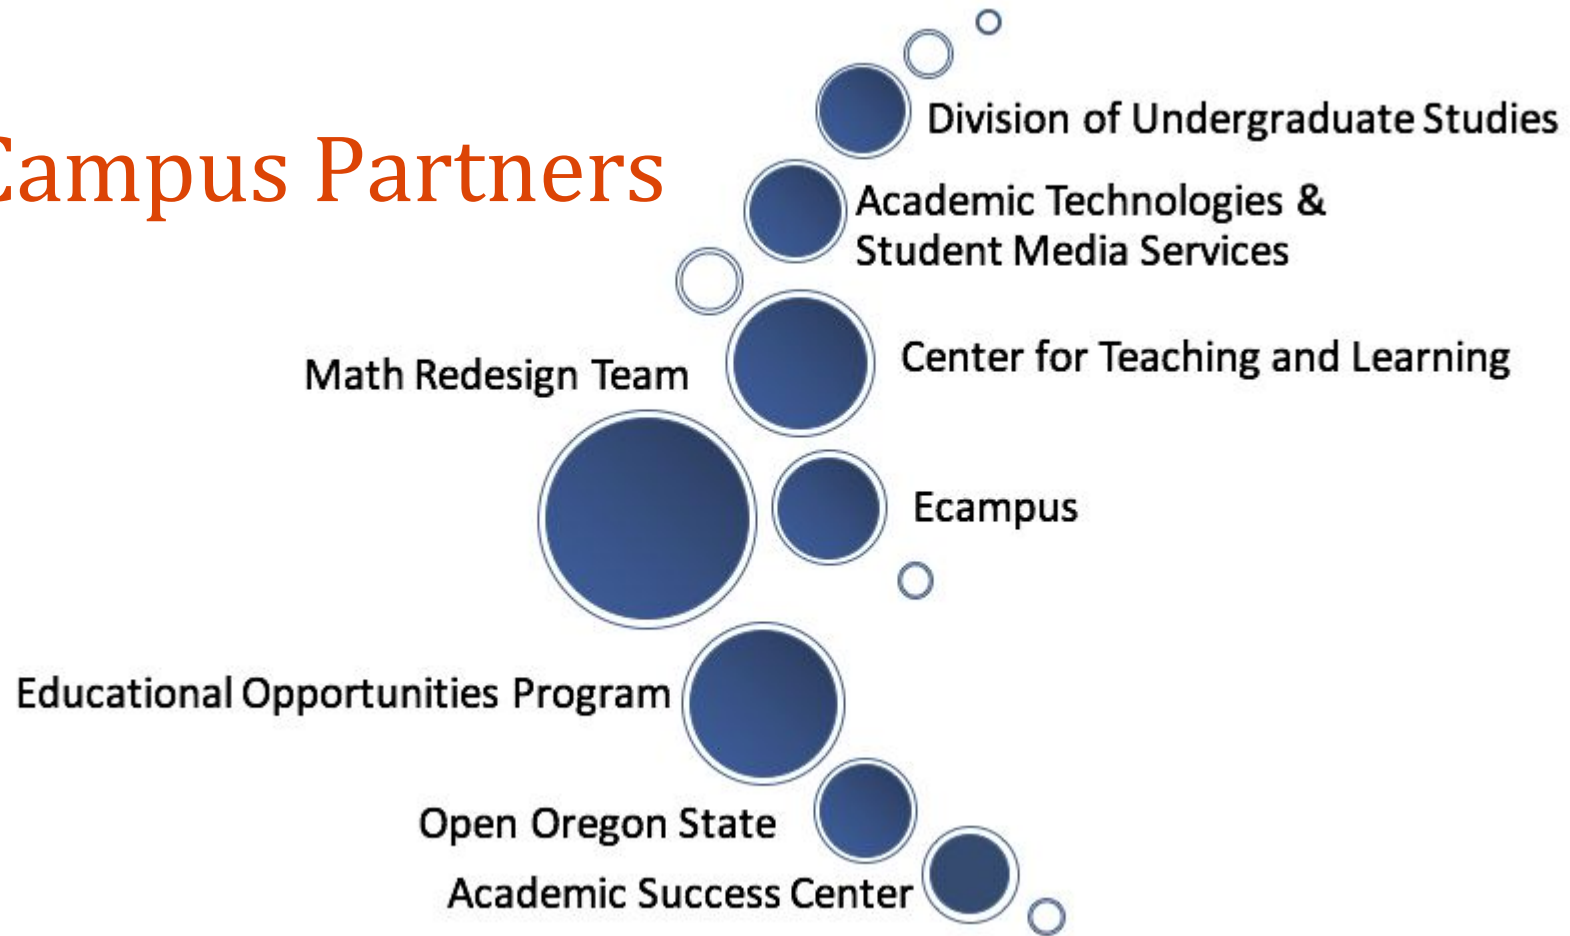 Campus Partners
Division of Undergraduate Studies
Academic Technologies &
Student Media Services
Center for Teaching and Learning
Math Redesign Team
Ecampus
Educational Opportunities Program
Open Oregon State
Academic Success Center